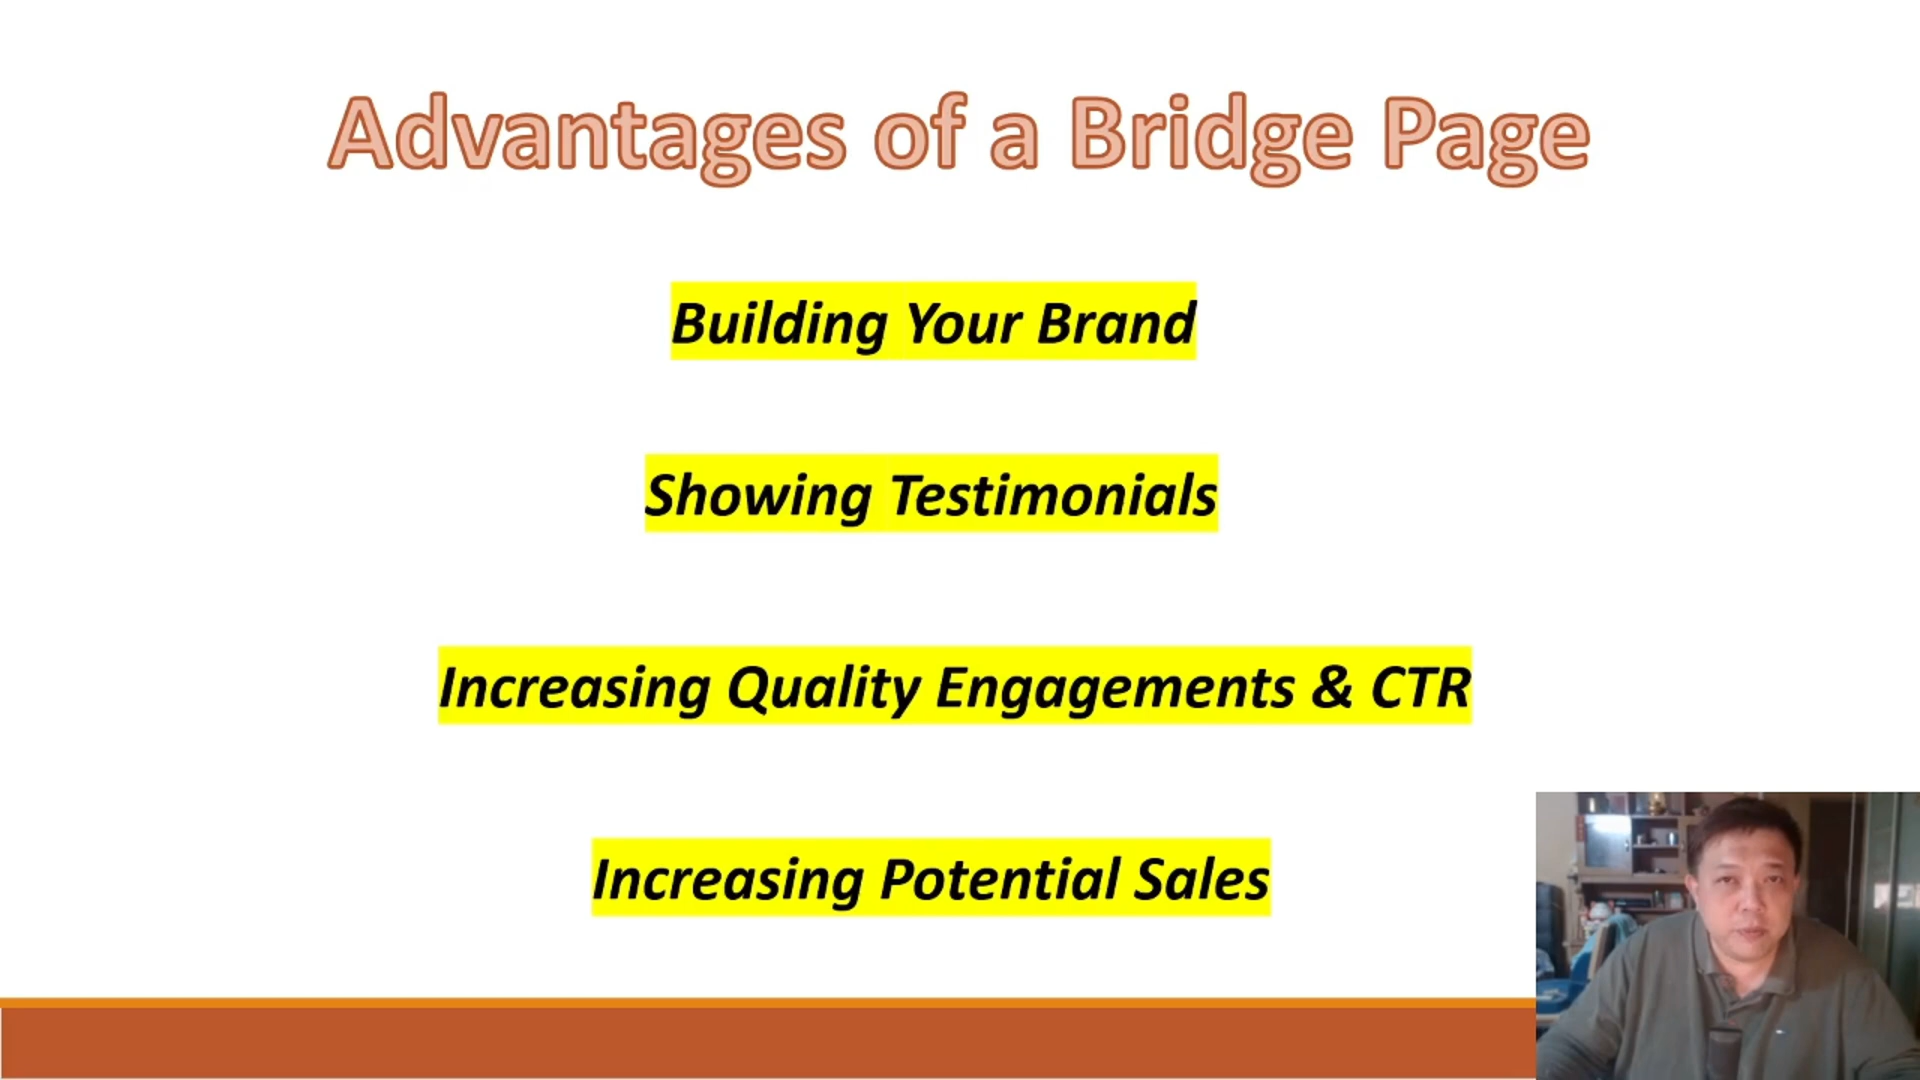 Advantages of a Bridge Page
Building Your Brand
Showing Testimonials
Increasing Quality Engagements & CTR
Increasing Potential Sales